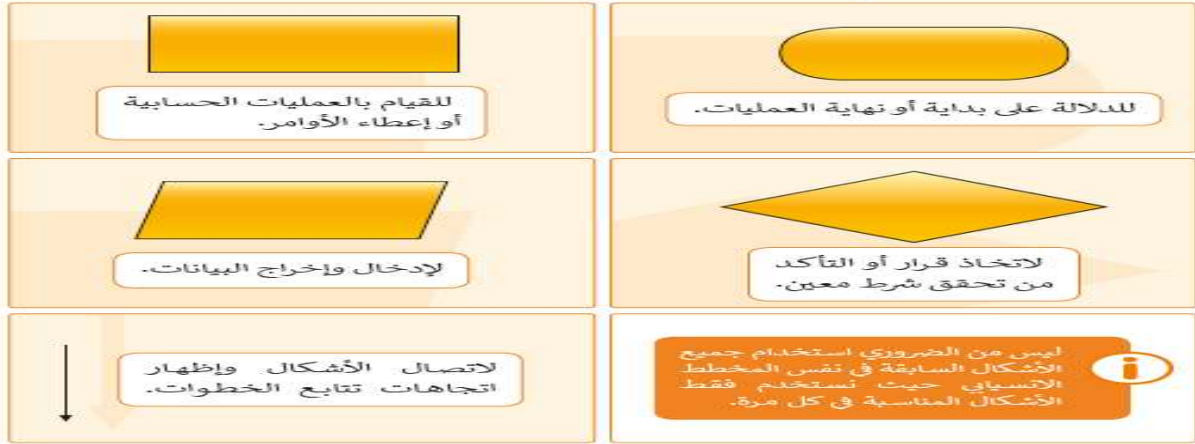 للدلالة على بداية أو نهاية العمليات.
للقيام بالعمليات الحسابية
أو إعطاء الأوامر.
لاتخاذ قرار أو التأكد
من تحقق شرط معين.
لإدخال وإخراج البيانات.
ليس من الضروري استخدام جميع
الأشكال السابقة في نفس المخطط
الانسيابي حيث نستخدم فقط
الأشكال المناسبة في كل مرة.
i
لاتصال الأشكال وإظهار
اتجاهات تتابع الخطوات.